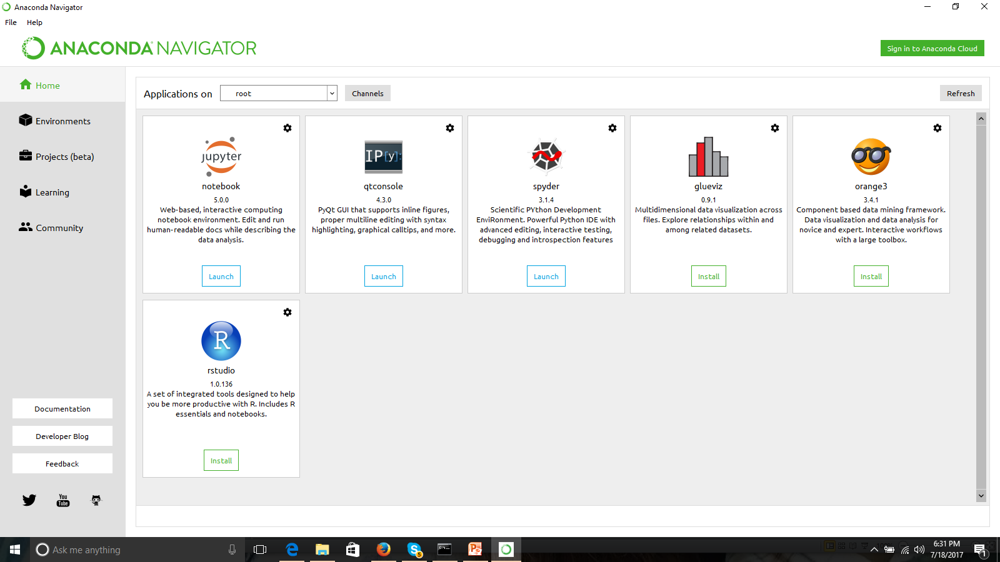 Anaconda Navigator
File Help
ANACONDA NAVIGATOR
Sign in to Anaconda Cloud
Home
Environments
Projects (beta)
Learning
Community
Documentation
Developer Blog
Feedback
You
Tube
Applications on root Channels Refresh
jupyter
notebook
5.0.0
Web-based, interactive computing
notebook environment. Edit and run
human-readable docs while describing the
data analysis.
Launch
IP[y]:
qtconsole
4.3.0
PyQt GUI that supports inline figures,
proper multiline editing with syntax
highlighting, graphical calltips, and more.
Launch
spyder
3.1.4
Scientific PYthon Development
EnviRonment. Powerful Python IDE with
advanced editing, interactive testing,
debugging and introspection features
Launch
glueviz
0.9.1
Multidimensional data visualization across
files. Explore relationships within and
among related datasets.
Install
orange3
3.4.1
Component based data mining framework.
Data visualization and data analysis for
novice and expert. Interactive workflows
with a large toolbox.
Install
R
rstudio
1.0.136
A set of integrated tools designed to help
you be more productive with R. Includes R
essentials and notebooks.
Install
Ask me anything
5
6:31 PM
7/18/2017
1